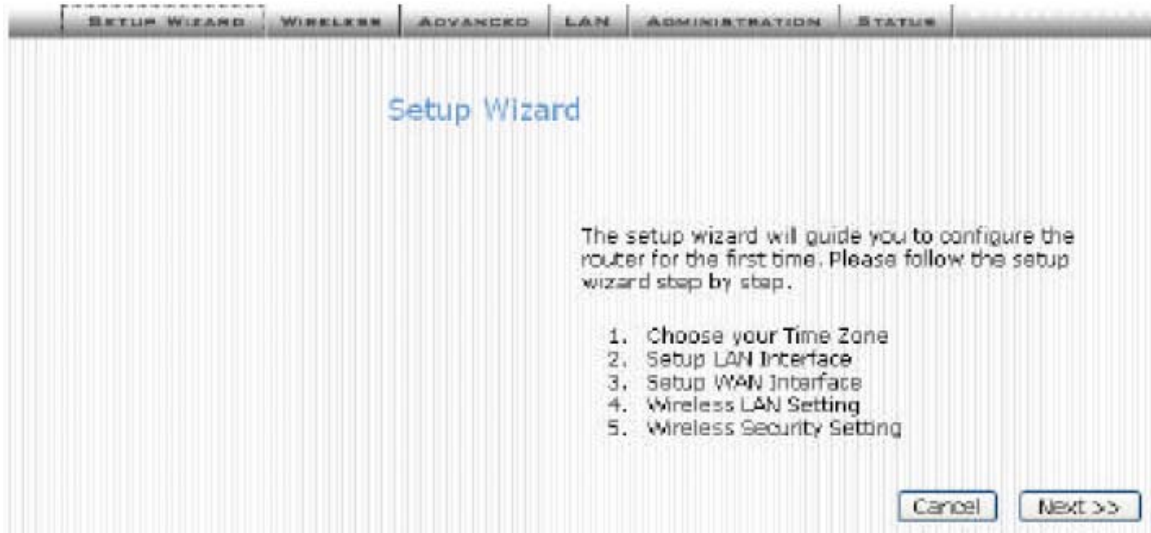 SETUP WIZARD WIRELESS ADVANCED LAN ADMINISTRATION STATUS
Setup Wizard
The setup wizard will guide you to configure the
router for the first time. Please follow the setup
wizard step by step.
1. Choose your Time Zone
2. Setup LAN Interface
3. Setup WAN Interface
4. Wireless LAN Setting
5. Wireless Security Setting
Cancel Next >>